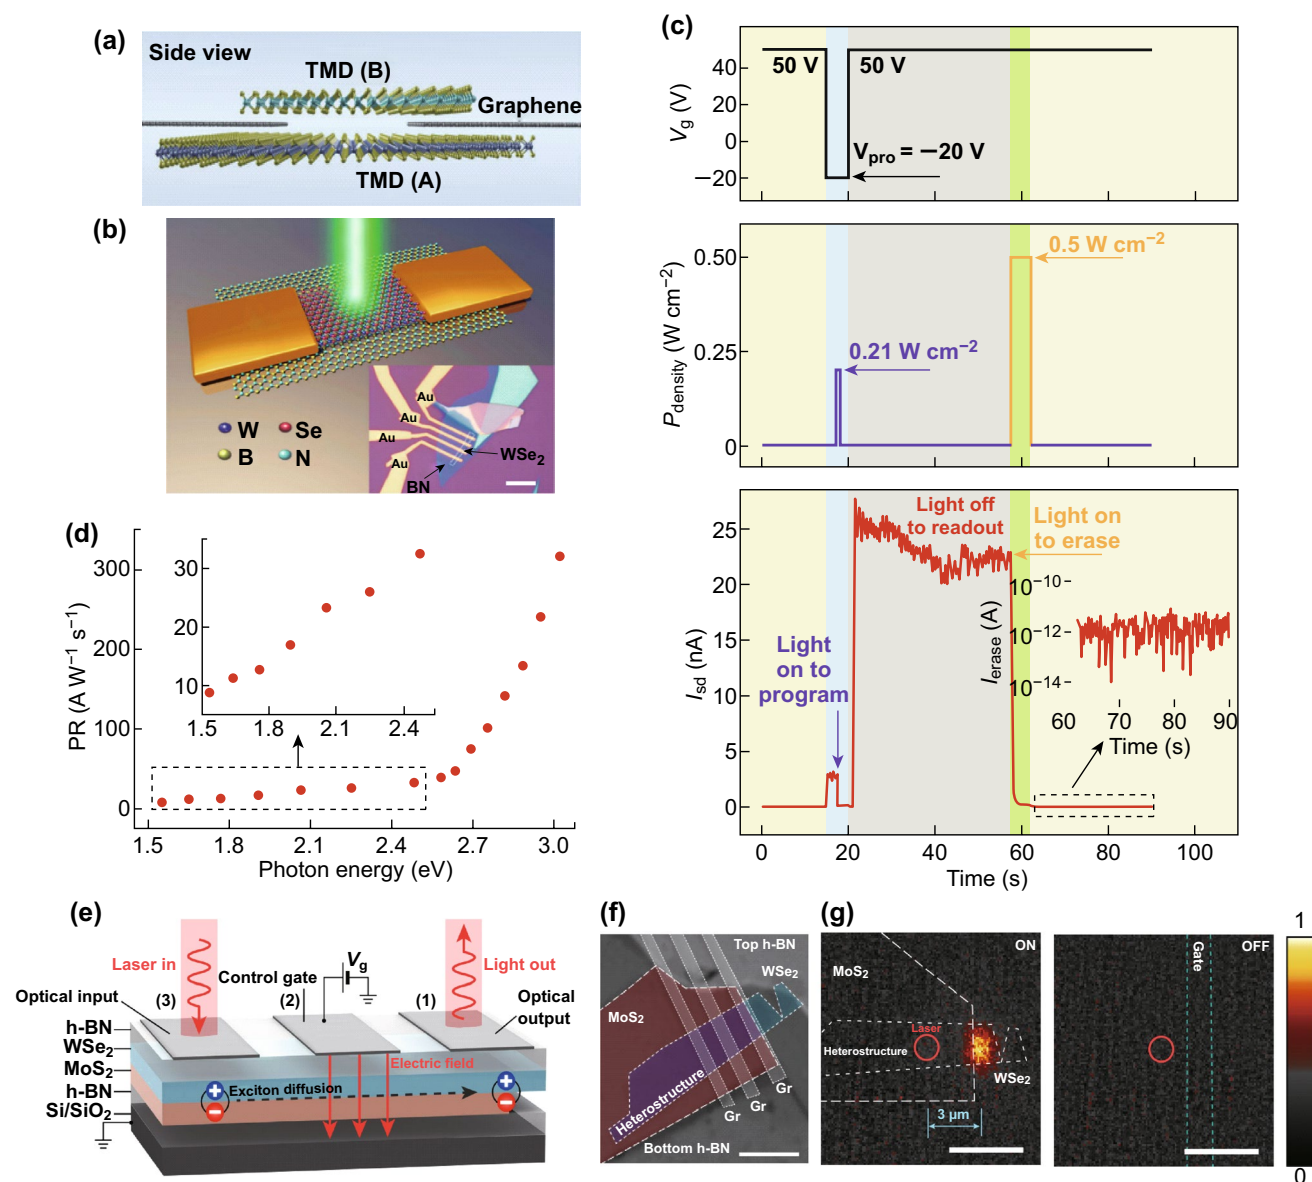 (a)
Side view
TMD (B)
Graphene
TMD (A)
(b)
W
Se
B
N
Au
Au
Au
Au
WSe₂
BN
(c)
V_g (V)
40
20
0
−20
50 V
50 V
V_pro = −20 V
P_density (W cm⁻²)
0.50
0.25
0
0.5 W cm⁻²
0.21 W cm⁻²
I_sd (nA)
25
20
15
10
5
0
Light off
to readout
Light on
to erase
Light
on to
program
I_erase (A)
10⁻¹⁰
10⁻¹²
10⁻¹⁴
60 70 80 90
Time (s)
0 20 40 60 80 100
Time (s)
(d)
PR (A W⁻¹ s⁻¹)
300
200
100
0
30
20
10
1.5 1.8 2.1 2.4
1.5 1.8 2.1 2.4 2.7 3.0
Photon energy (eV)
(e)
Laser in
Control gate
V_g
Light out
Optical input
(3)
(2)
(1)
Optical
output
h-BN
WSe₂
MoS₂
h-BN
Si/SiO₂
Electric field
Exciton diffusion
(f)
Top h-BN
WSe₂
MoS₂
Heterostructure
Gr
Gr
Gr
Bottom h-BN
(g)
ON
MoS₂
Laser
Heterostructure
WSe₂
3 μm
OFF
Gate
1
0